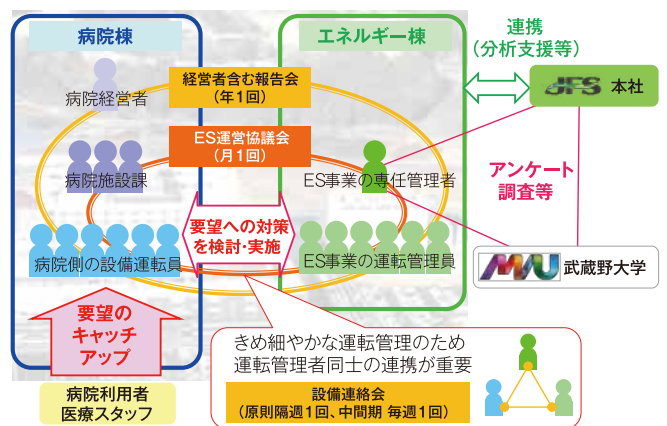 病院棟
エネルギー棟
連携
（分析支援等）
経営者含む報告会
（年1回）
病院経営者
JFS 本社
ES運営協議会
（月1回）
病院施設課
ES事業の専任管理者
アンケート
調査等
要望への対策
を検討・実施
病院側の設備運転員
ES事業の運転管理員
MU 武蔵野大学
要望の
キャッチ
アップ
きめ細やかな運転管理のため
運転管理者同士の連携が重要
設備連絡会
（原則隔週1回、中間期 毎週1回）
病院利用者
医療スタッフ